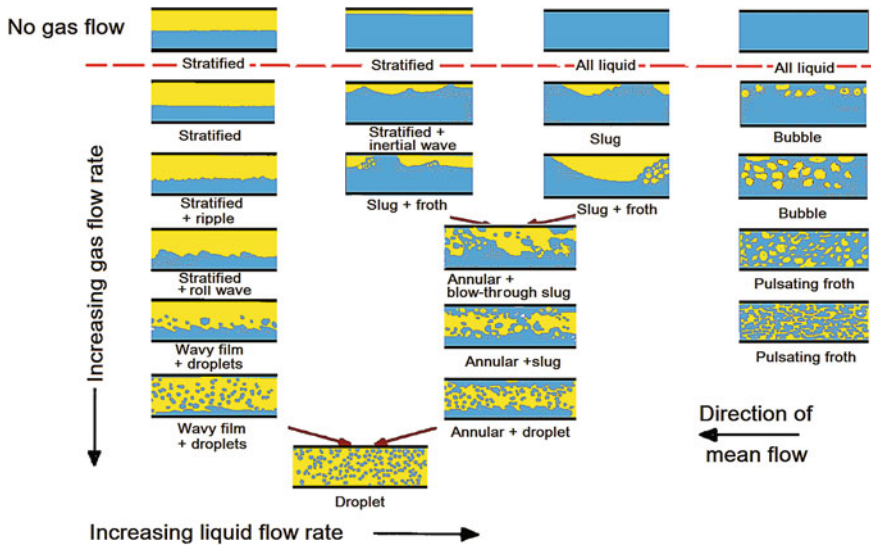 No gas flow
Stratified
Stratified
All liquid
All liquid
Stratified
Stratified +
inertial wave
Slug
Bubble
Stratified
+ ripple
Slug + froth
Slug + froth
Bubble
Stratified
+ roll wave
Annular +
blow-through slug
Pulsating froth
Wavy film
+ droplets
Annular +slug
Pulsating froth
Wavy film
+ droplets
Annular + droplet
Droplet
Increasing gas flow rate
Direction of
mean flow
Increasing liquid flow rate